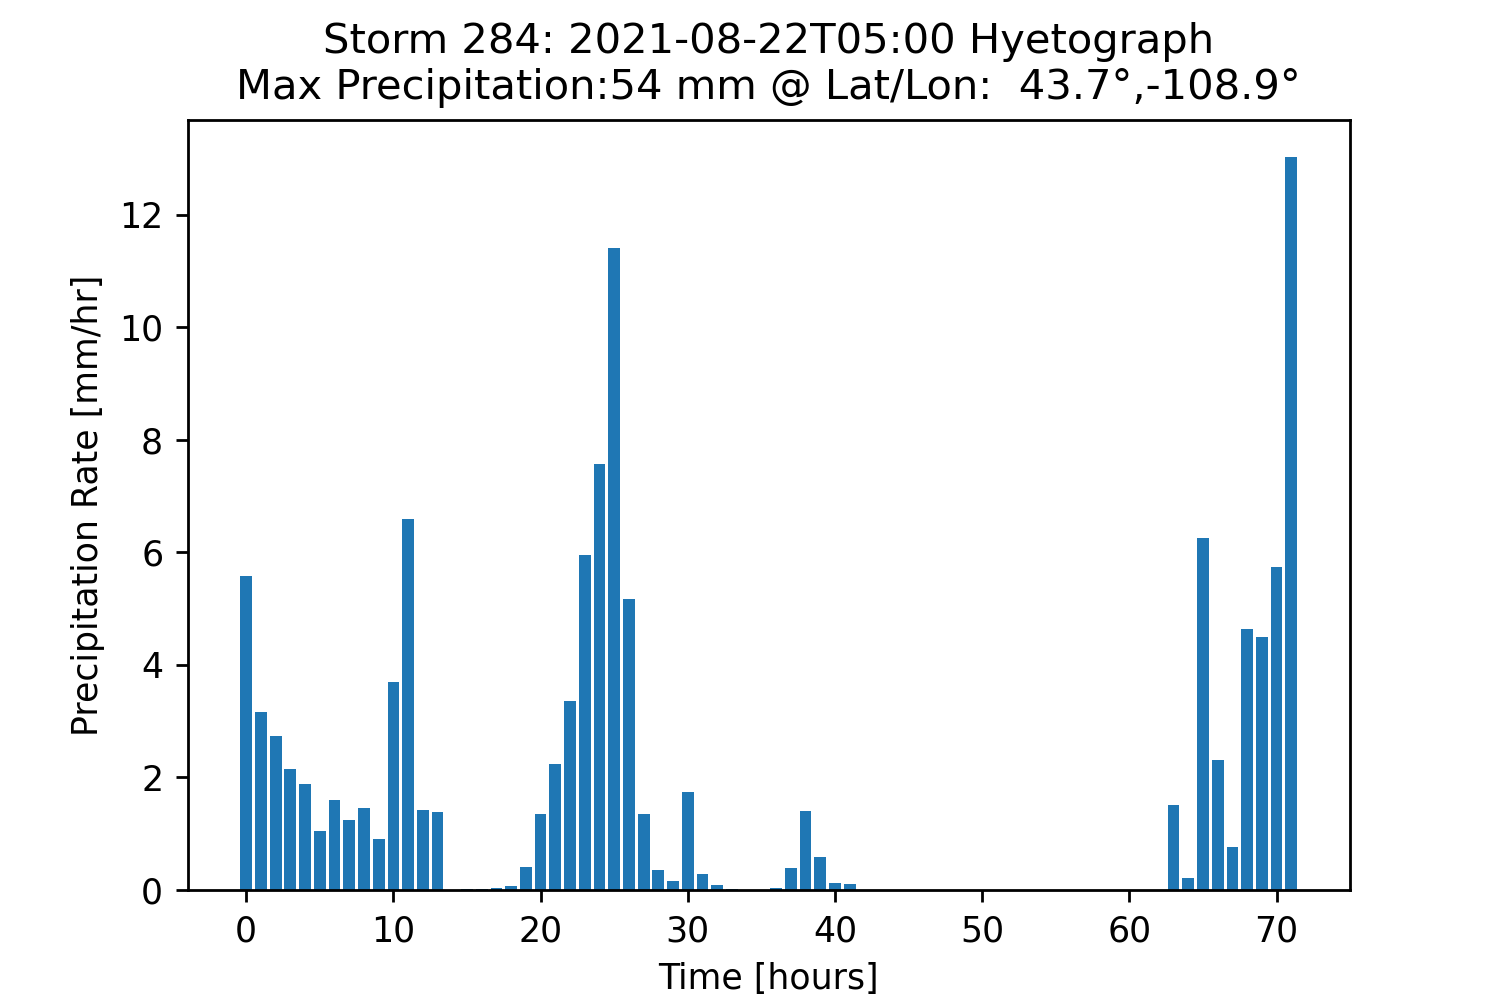 Storm 284: 2021-08-22T05:00 Hyetograph
Max Precipitation:54 mm @ Lat/Lon:  43.7°,-108.9°
Precipitation Rate [mm/hr]
12
10
8
6
4
2
0
0 10 20 30 40 50 60 70
Time [hours]